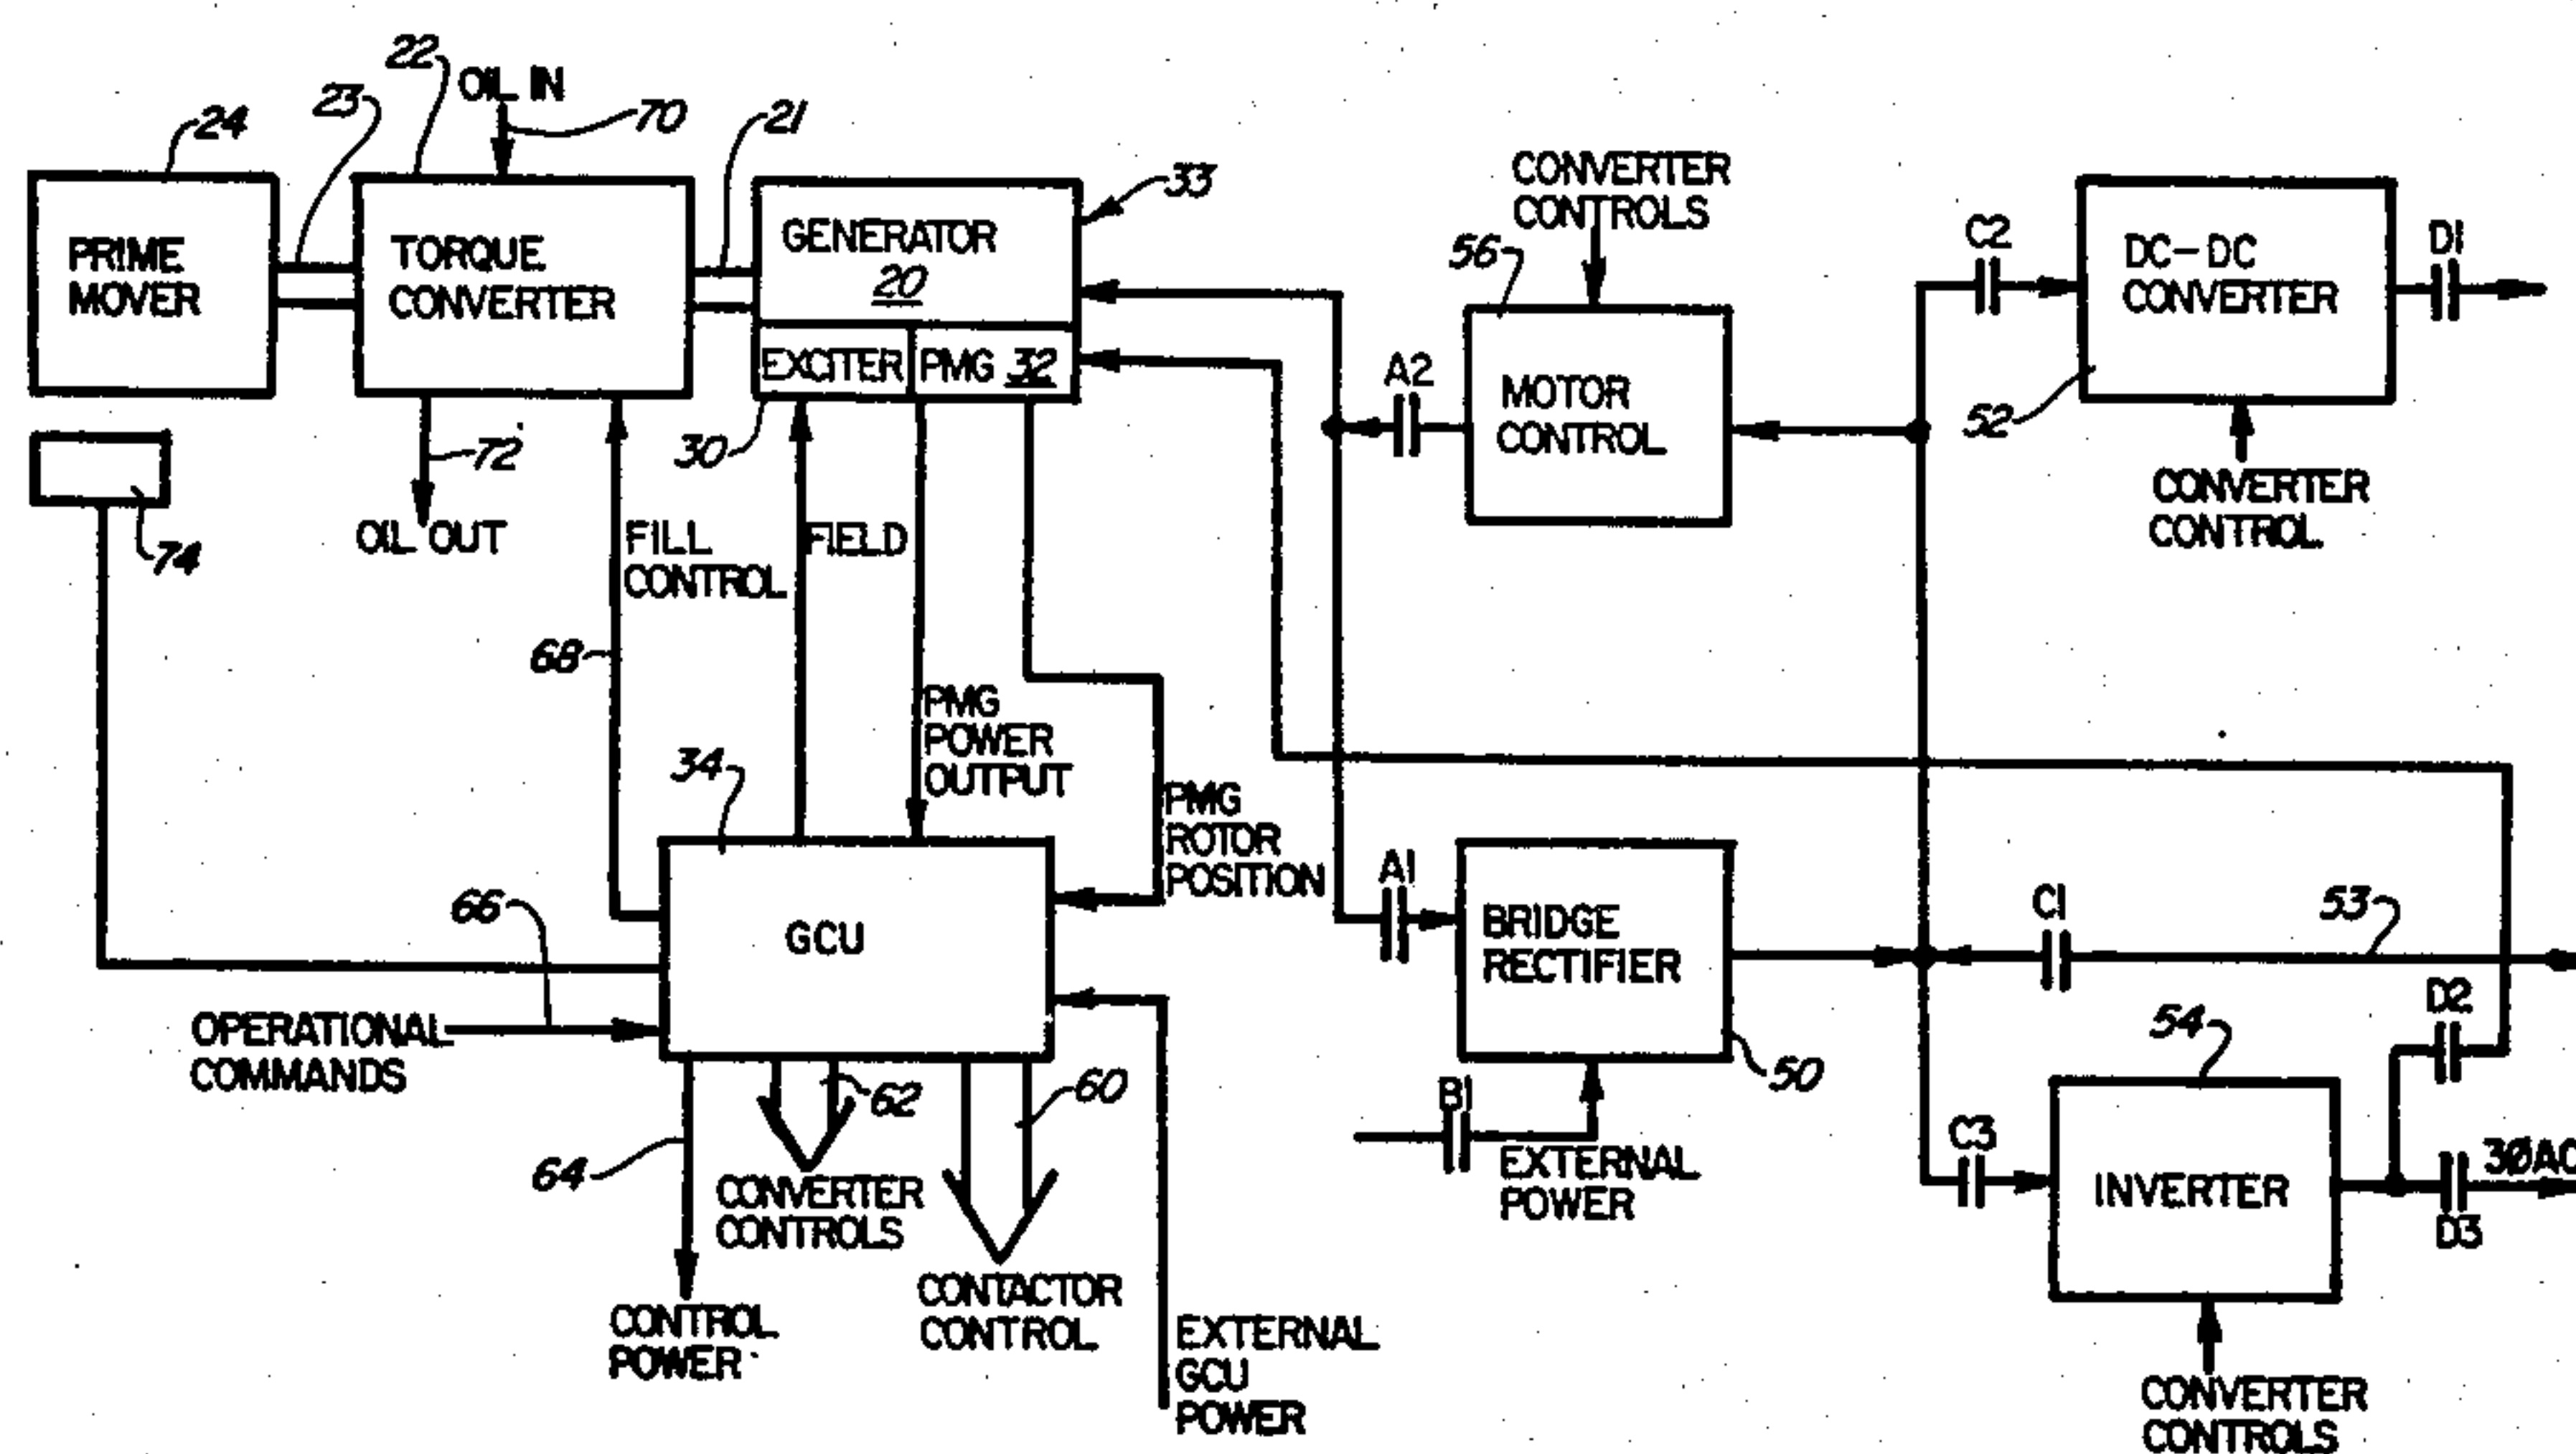 22
OIL IN
70
23
24
21
33
PRIME
MOVER
TORQUE
CONVERTER
GENERATOR
20
EXCITER
PMG 32
30
72
OIL OUT
74
FILL
CONTROL
FIELD
68
PMG
POWER
OUTPUT
34
PMG
ROTOR
POSITION
66
GCU
OPERATIONAL
COMMANDS
62
60
64
CONVERTER
CONTROLS
CONTACTOR
CONTROL
CONTROL
POWER
EXTERNAL
GCU
POWER
CONVERTER
CONTROLS
56
A2
MOTOR
CONTROL
C2
DC-DC
CONVERTER
D1
52
CONVERTER
CONTROL
A1
BRIDGE
RECTIFIER
50
B1
EXTERNAL
POWER
C1
53
D2
54
C3
INVERTER
3ØAC
D3
CONVERTER
CONTROLS